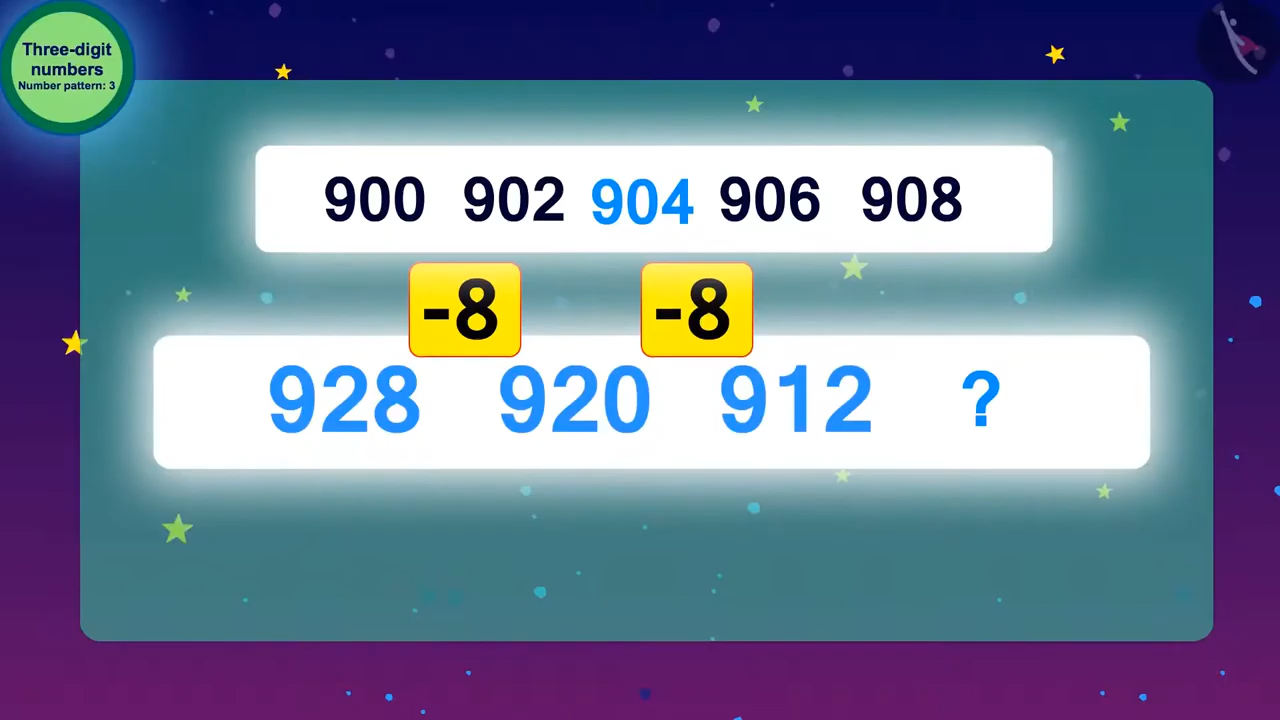 Three-digit
numbers
Number pattern: 3
900 902 904 906 908
-8 -8
928 920 912 ?